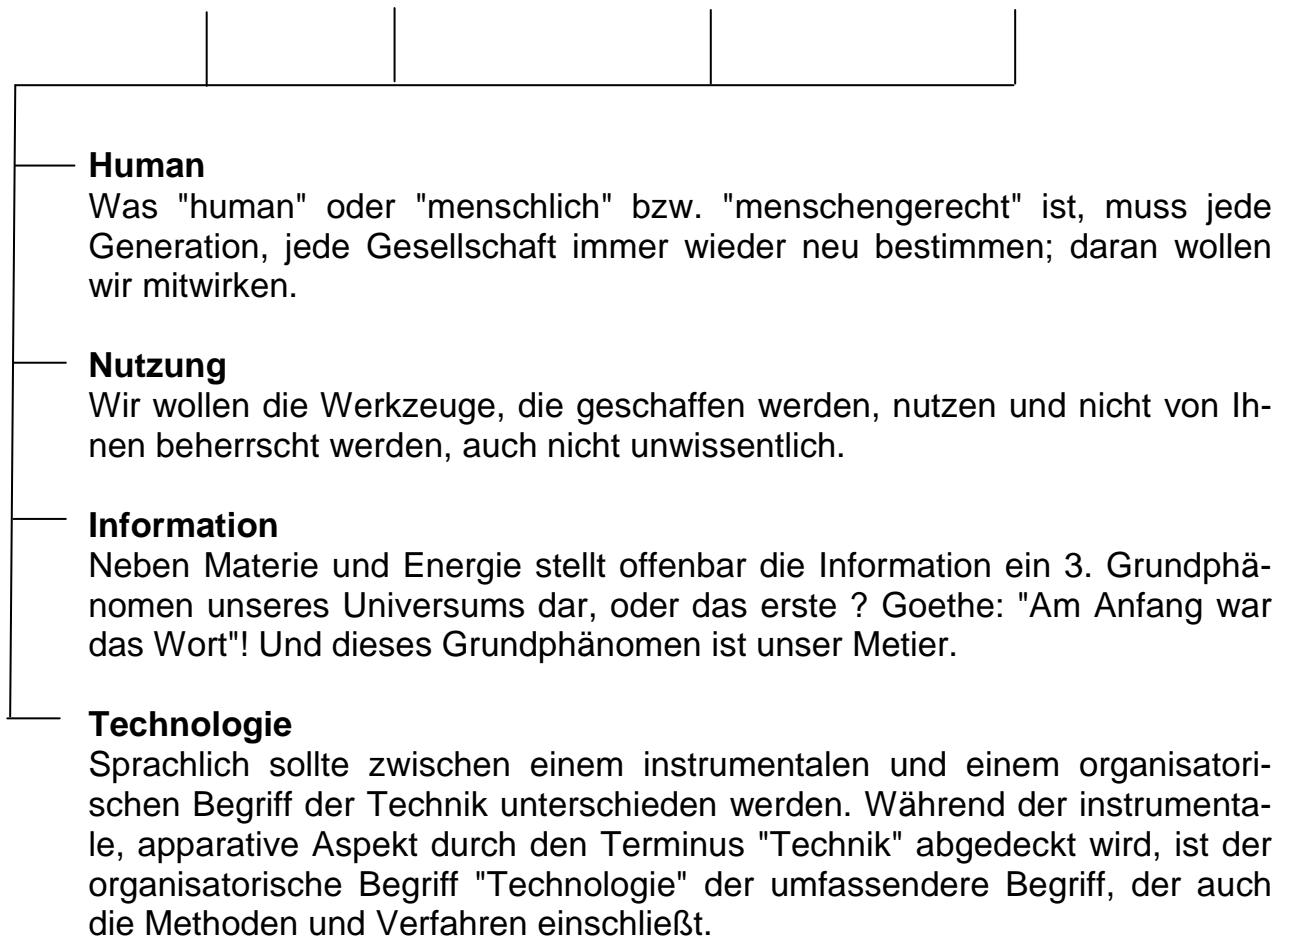 Human
Was "human" oder "menschlich" bzw. "menschengerecht" ist, muss jede
Generation, jede Gesellschaft immer wieder neu bestimmen; daran wollen
wir mitwirken.
Nutzung
Wir wollen die Werkzeuge, die geschaffen werden, nutzen und nicht von Ih-
nen beherrscht werden, auch nicht unwissentlich.
Information
Neben Materie und Energie stellt offenbar die Information ein 3. Grundphä-
nomen unseres Universums dar, oder das erste ? Goethe: "Am Anfang war
das Wort"! Und dieses Grundphänomen ist unser Metier.
Technologie
Sprachlich sollte zwischen einem instrumentalen und einem organisatori-
schen Begriff der Technik unterschieden werden. Während der instrumenta-
le, apparative Aspekt durch den Terminus "Technik" abgedeckt wird, ist der
organisatorische Begriff "Technologie" der umfassendere Begriff, der auch
die Methoden und Verfahren einschließt.